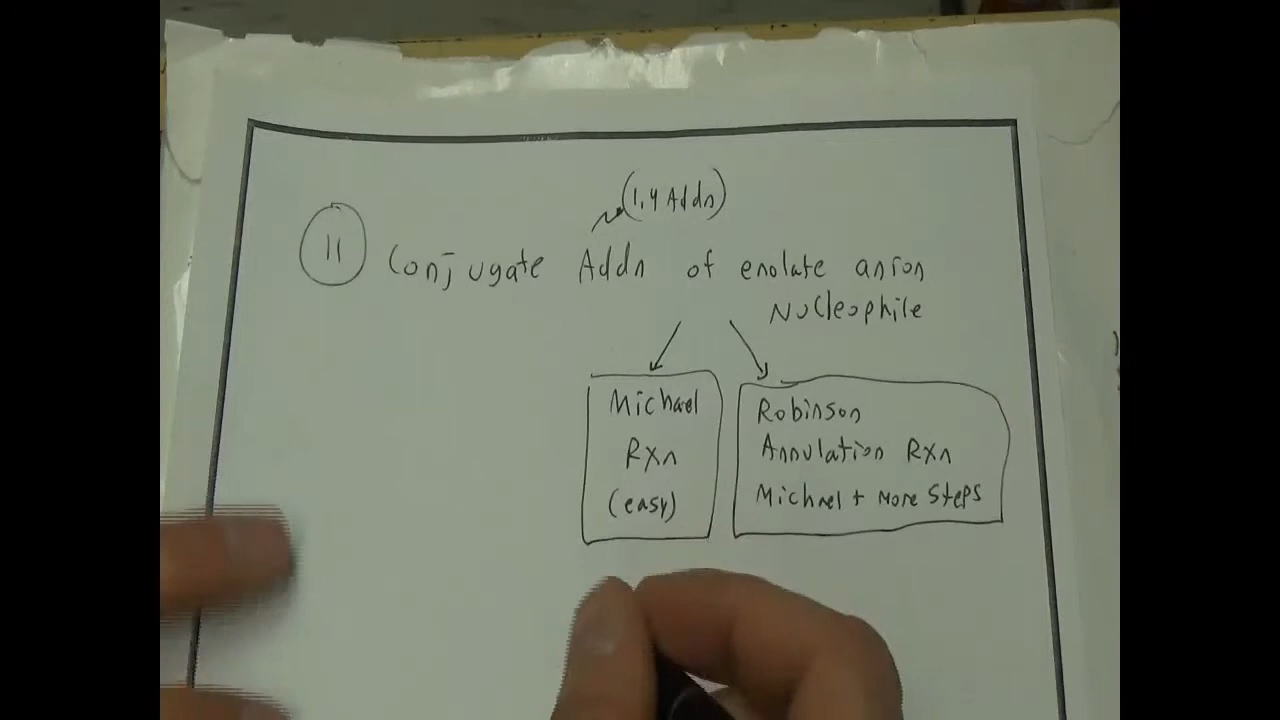 (1,4 Addn)
11 Conjugate Addn of enolate anion
Nucleophile
Michael
Rxn
(easy)
Robinson
Annulation Rxn
Michael + More Steps